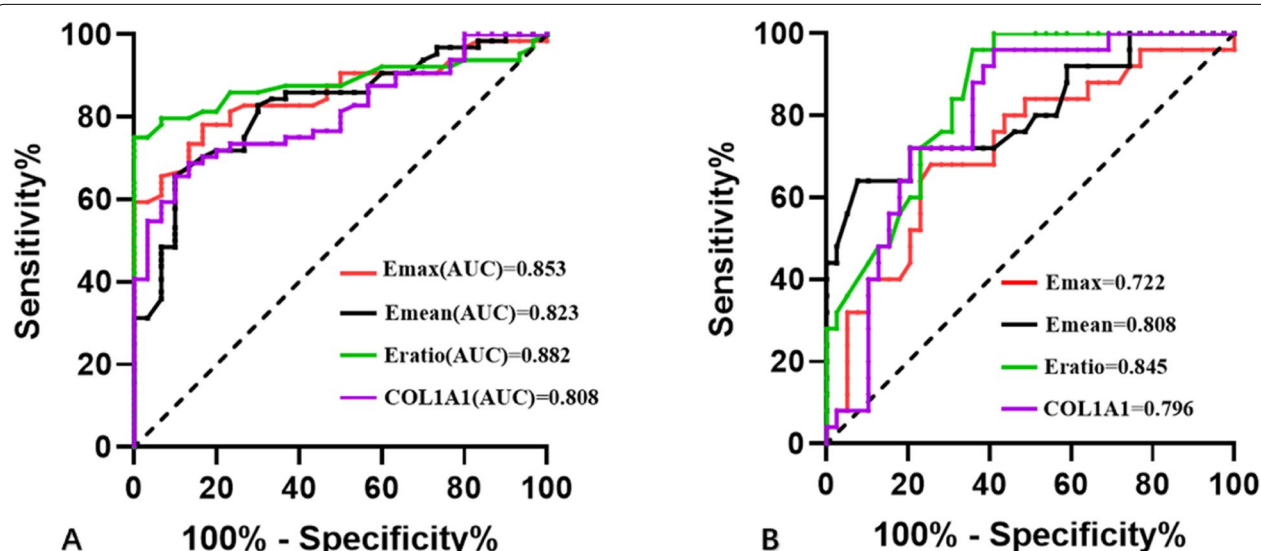 100
80
60
40
20
0
Sensitivity%
Emax(AUC)=0.853
Emean(AUC)=0.823
Eratio(AUC)=0.882
COL1A1(AUC)=0.808
0 20 40 60 80 100
A 100% - Specificity%
100
80
60
40
20
0
Sensitivity%
Emax=0.722
Emean=0.808
Eratio=0.845
COL1A1=0.796
0 20 40 60 80 100
B 100% - Specificity%